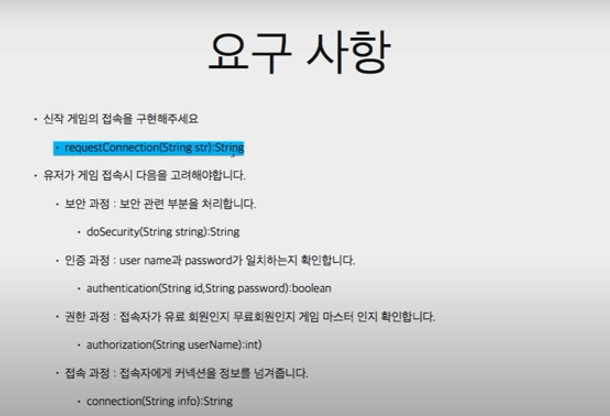 요구 사항
• 신작 게임의 접속을 구현해주세요
• requestConnection(String str):String
• 유저가 게임 접속시 다음을 고려해야합니다.
• 보안 과정 : 보안 관련 부분을 처리합니다.
• doSecurity(String string):String
• 인증 과정 : user name과 password가 일치하는지 확인합니다.
• authentication(String id,String password):boolean
• 권한 과정 : 접속자가 유료 회원인지 무료회원인지 게임 마스터 인지 확인합니다.
• authorization(String userName):int)
• 접속 과정 : 접속자에게 커넥션을 정보를 넘겨줍니다.
• connection(String info):String